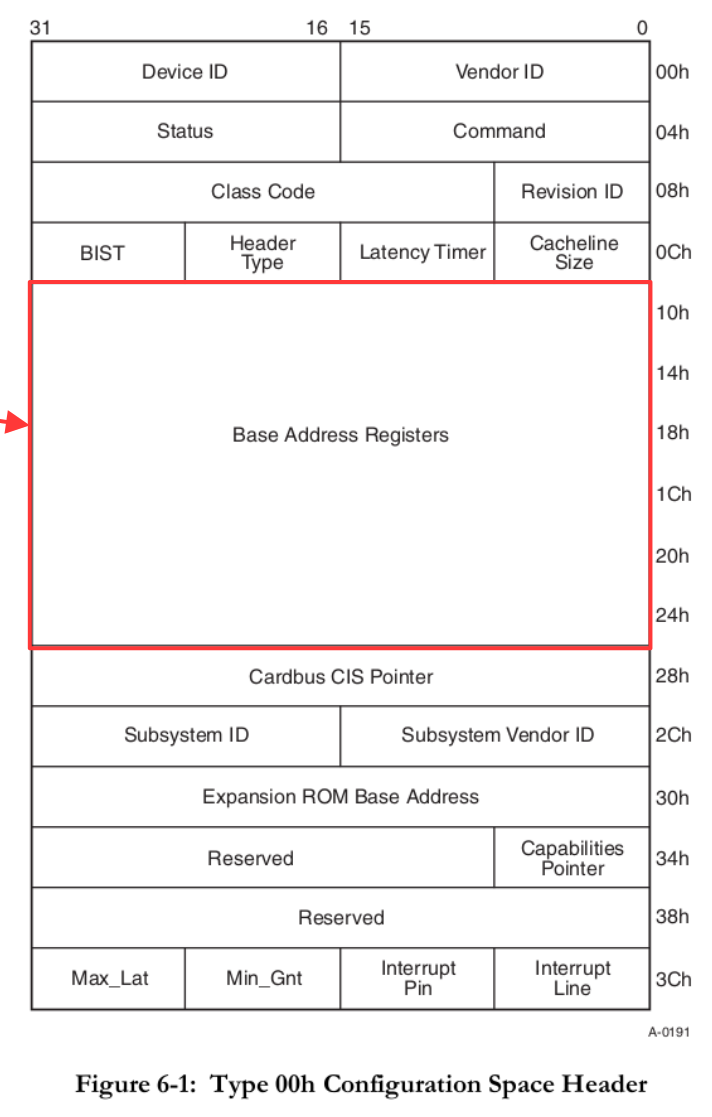 31 16 15 0
Device ID Vendor ID 00h
Status Command 04h
Class Code Revision ID 08h
BIST Header Type Latency Timer Cacheline Size 0Ch
10h
14h
Base Address Registers 18h
1Ch
20h
24h
Cardbus CIS Pointer 28h
Subsystem ID Subsystem Vendor ID 2Ch
Expansion ROM Base Address 30h
Reserved Capabilities Pointer 34h
Reserved 38h
Max_Lat Min_Gnt Interrupt Pin Interrupt Line 3Ch
A-0191
Figure 6-1: Type 00h Configuration Space Header